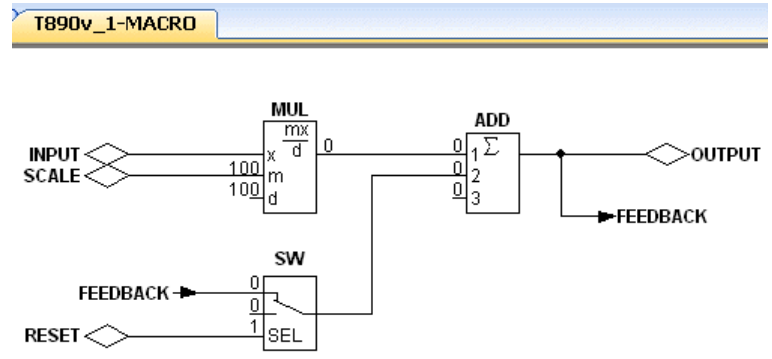 T890v_1-MACRO
MUL
mx
d
ADD
INPUT
x
0
0
1
Σ
OUTPUT
SCALE
100
m
0
2
100
d
0
3
FEEDBACK
SW
FEEDBACK
0
0
RESET
1
SEL